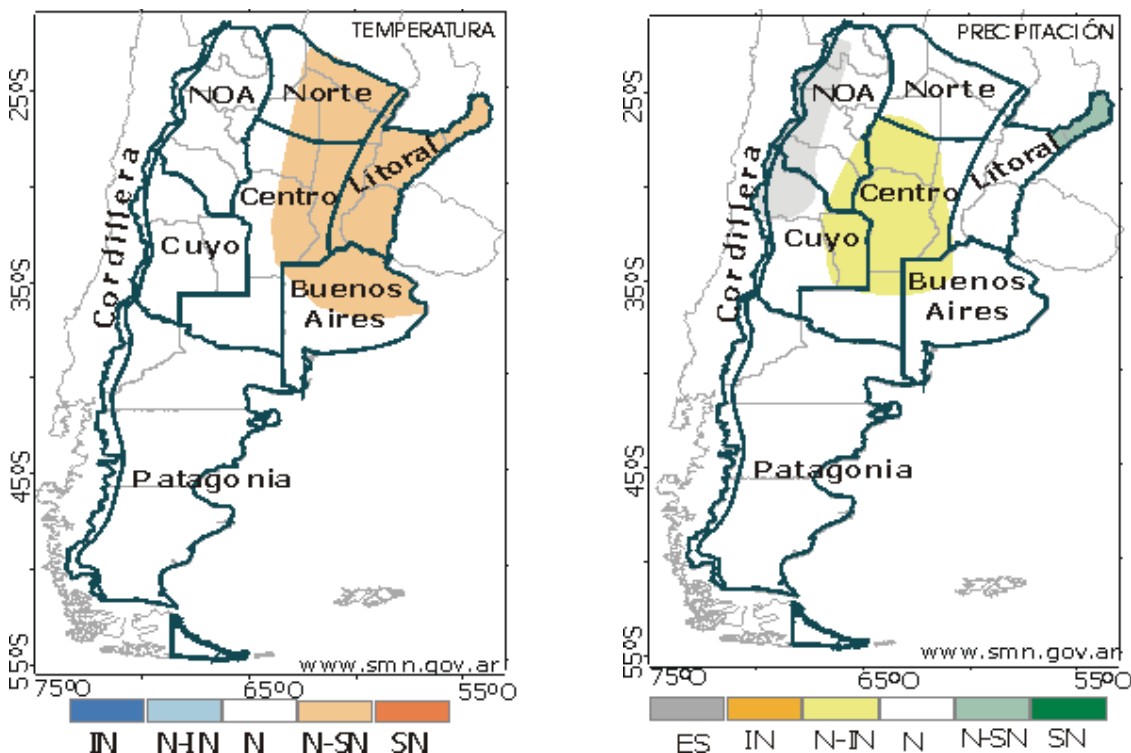 TEMPERATURA
25ºS
35ºS
45ºS
55ºS
NOA
Norte
Litoral
Centro
Cordillera
Cuyo
Buenos
Aires
Patagonia
www.smn.gov.ar
75ºO
65ºO
55ºO
IN
N-IN
N
N-SN
SN
PRECIPITACIÓN
25ºS
35ºS
45ºS
55ºS
NOA
Norte
Litoral
Centro
Cordillera
Cuyo
Buenos
Aires
Patagonia
www.smn.gov.ar
75ºO
65ºO
55ºO
ES
IN
N-IN
N
N-SN
SN